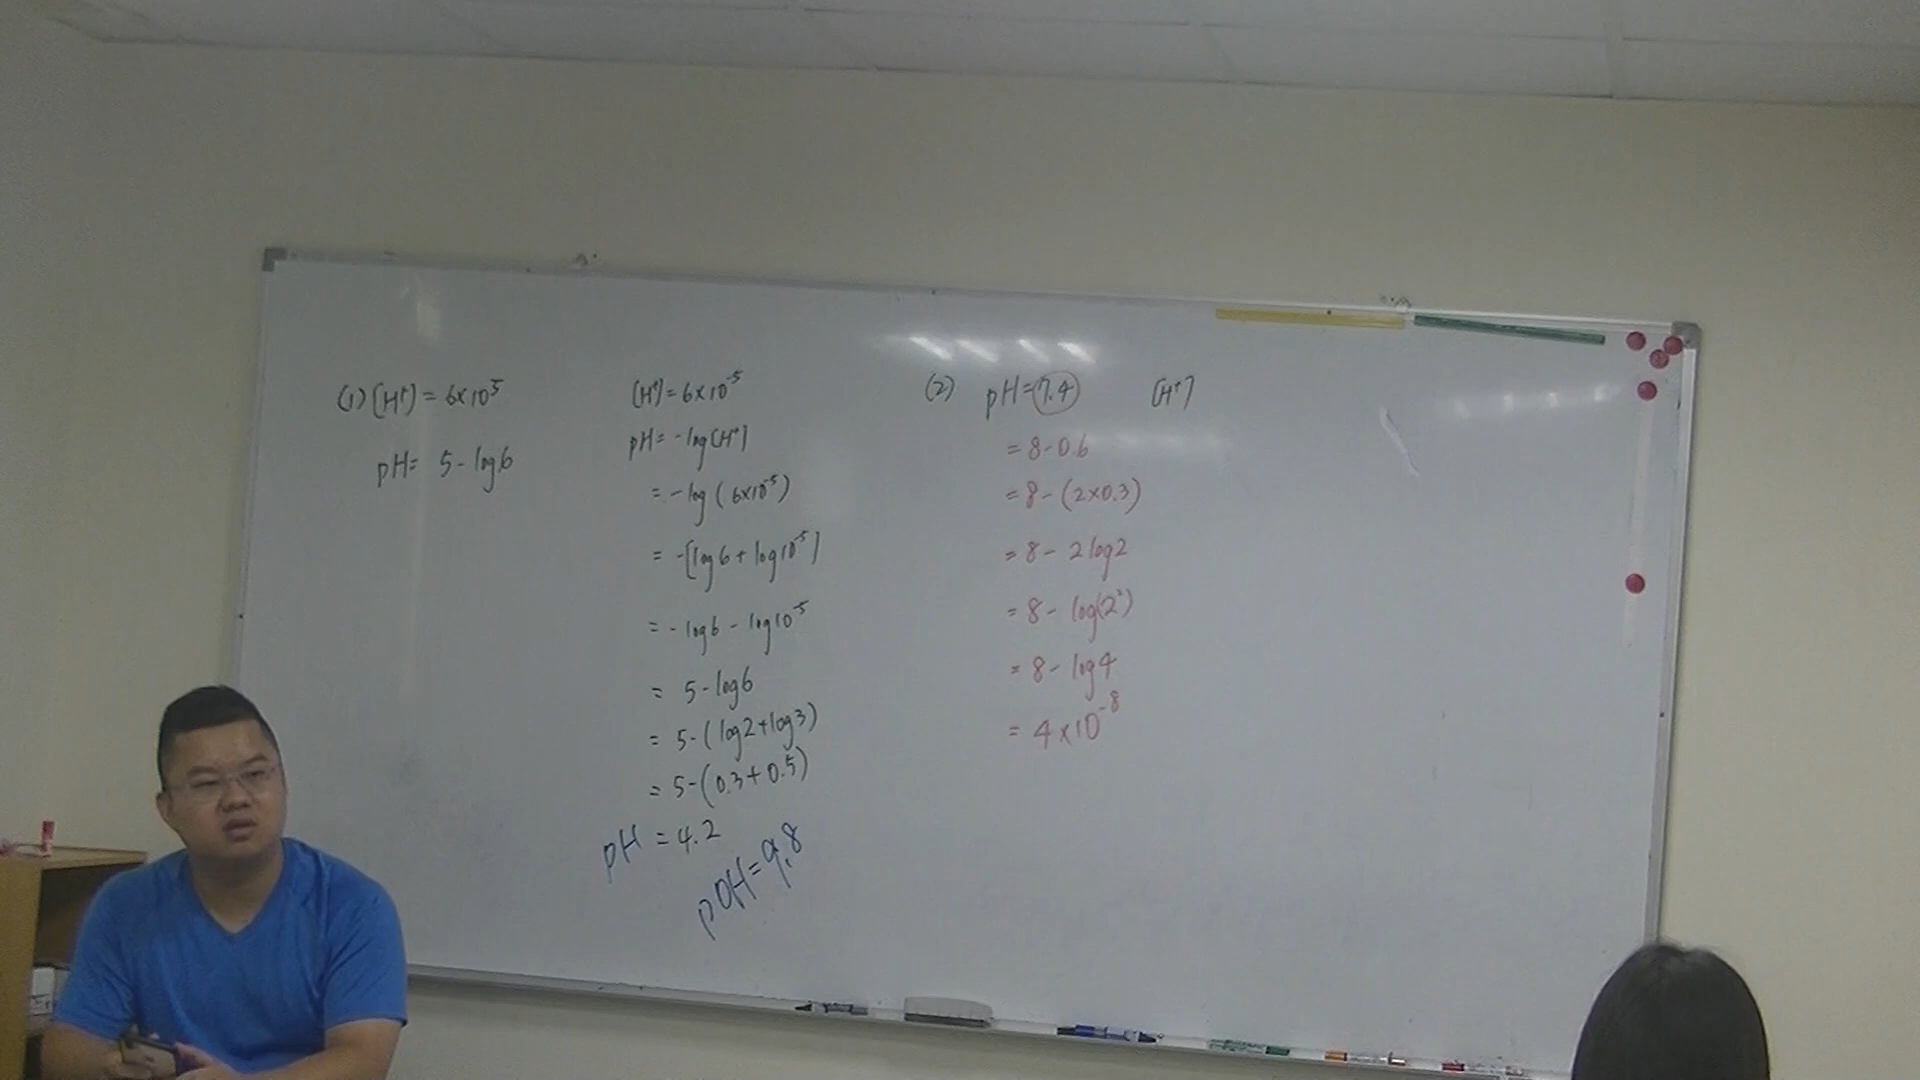 (1) [H⁺] = 6×10⁻⁵
pH= 5-log6
[H⁺] = 6×10⁻⁵
pH= -log[H⁺]
= -log(6×10⁻⁵)
= -[log6+log10⁻⁵]
= -log6-log10⁻⁵
= 5-log6
= 5-(log2+log3)
= 5-(0.3+0.5)
pH = 4.2
pOH=9.8
(2) pH=7.4 [H⁺]
= 8-0.6
= 8-(2×0.3)
= 8-2log2
= 8-log(2²)
= 8-log4
= 4×10⁻⁸